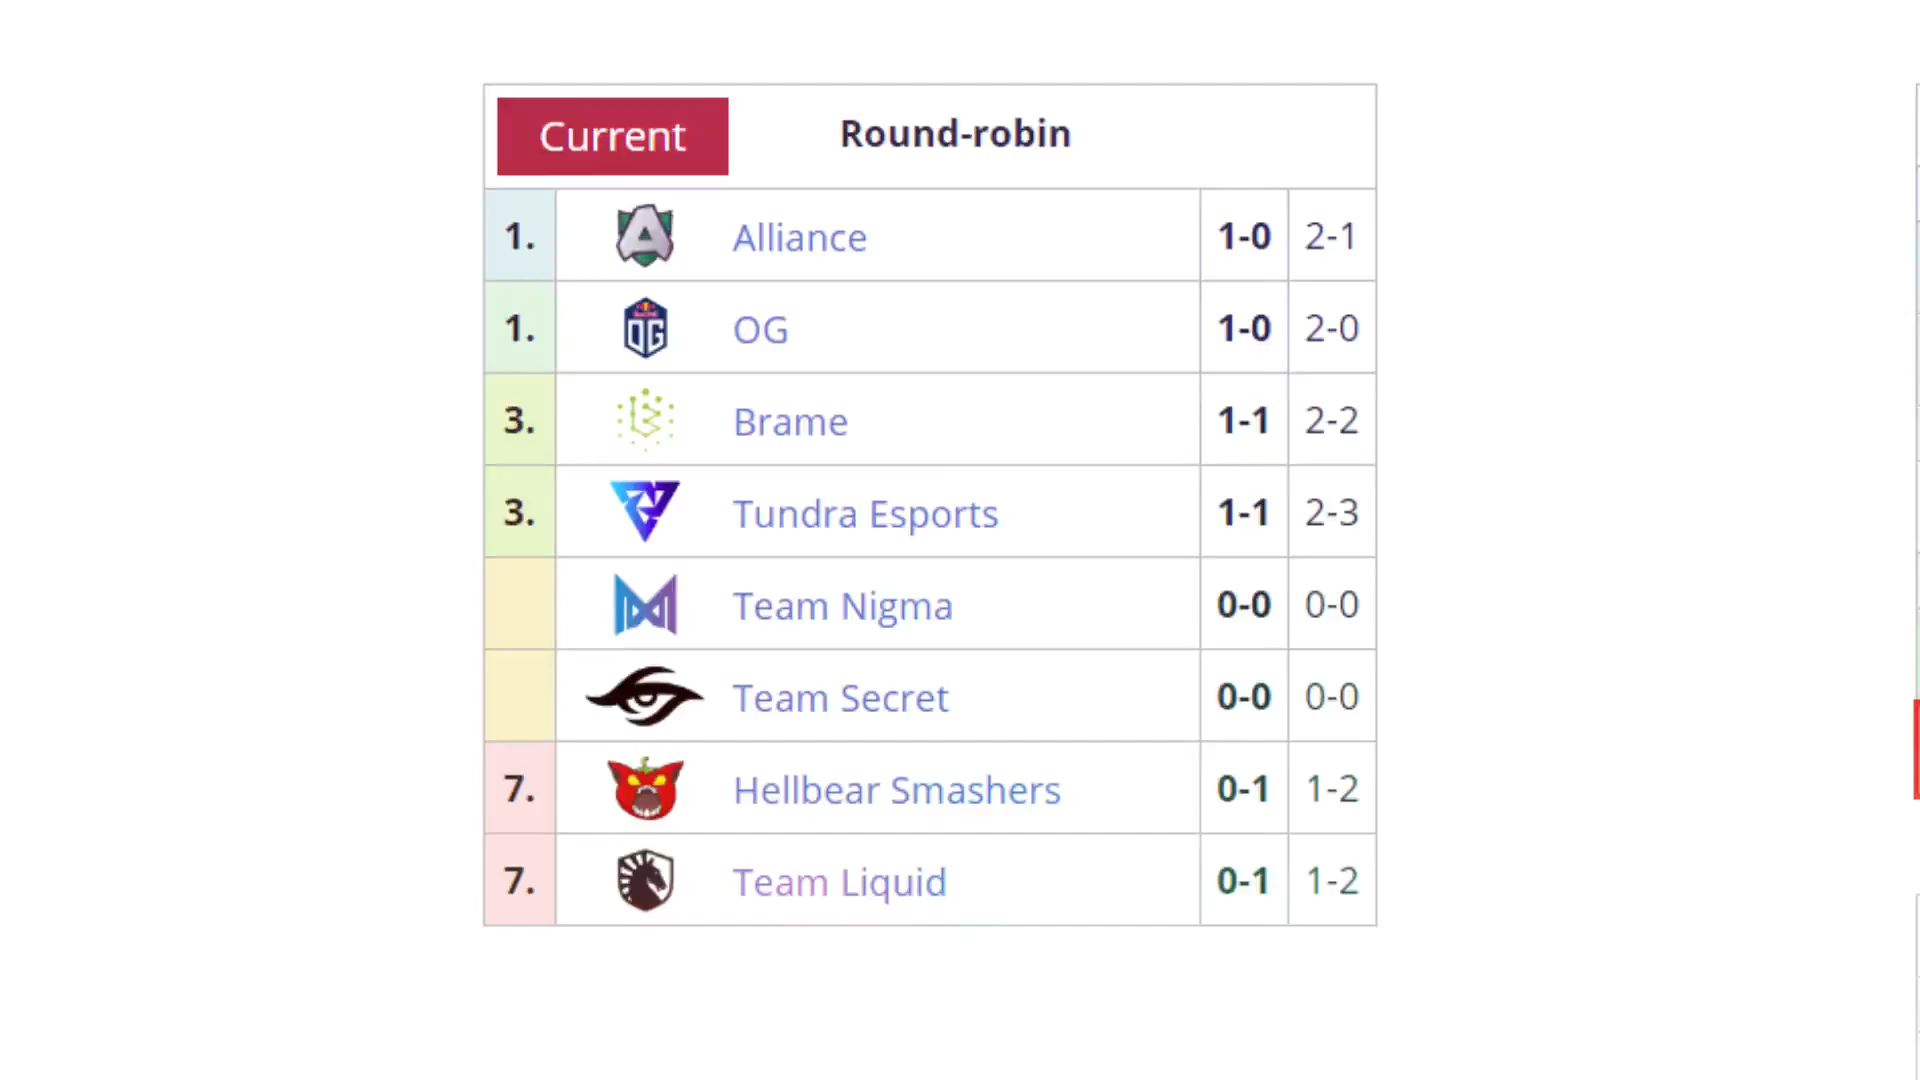 Current Round-robin
1. Alliance 1-0 2-1
1. OG OG 1-0 2-0
3. Brame 1-1 2-2
3. Tundra Esports 1-1 2-3
Team Nigma 0-0 0-0
Team Secret 0-0 0-0
7. Hellbear Smashers 0-1 1-2
7. Team Liquid 0-1 1-2